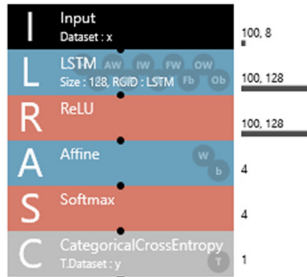 I Input
Dataset : x
100, 8
L LSTM AW IW FW OW
Size : 128, RGID : LSTM Fb Ob
100, 128
R ReLU
100, 128
A Affine W
b
4
S Softmax
4
C CategoricalCrossEntropy
T.Dataset : y T
1